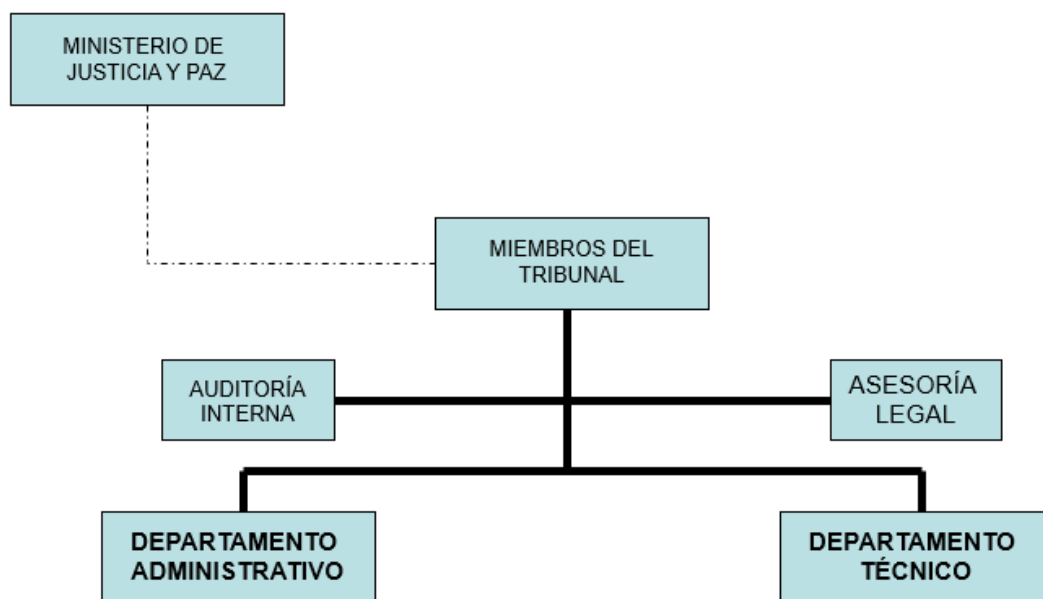 MINISTERIO DE
JUSTICIA Y PAZ
MIEMBROS DEL
TRIBUNAL
AUDITORÍA
INTERNA
ASESORÍA
LEGAL
DEPARTAMENTO
ADMINISTRATIVO
DEPARTAMENTO
TÉCNICO